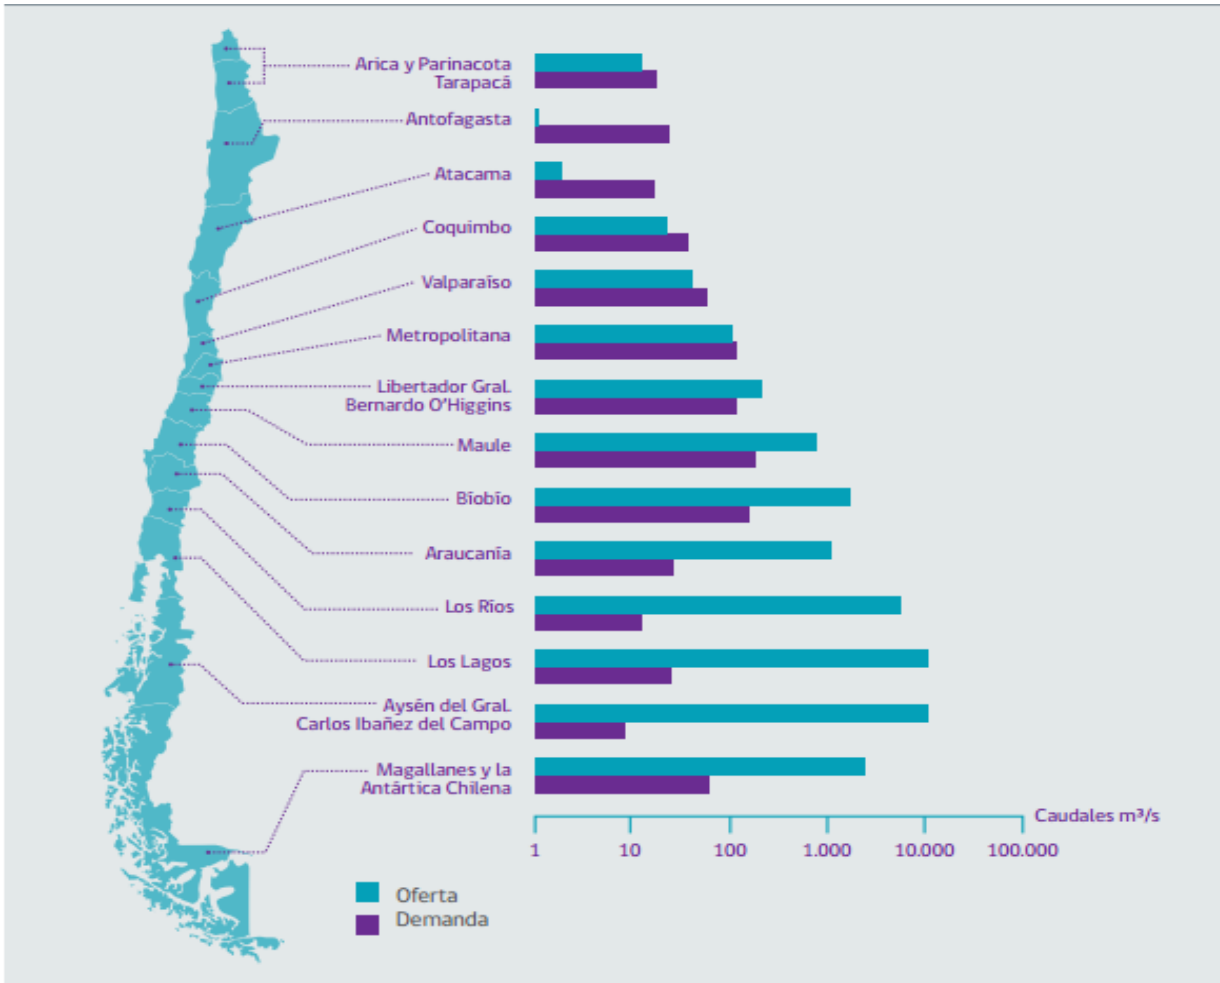 Arica y Parinacota
Tarapacá
Antofagasta
Atacama
Coquimbo
Valparaíso
Metropolitana
Libertador Gral.
Bernardo O'Higgins
Maule
Bíobío
Araucanía
Los Ríos
Los Lagos
Aysén del Gral.
Carlos Ibañez del Campo
Magallanes y la
Antártica Chilena
Caudales m³/s
1 10 100 1.000 10.000 100.000
Oferta
Demanda